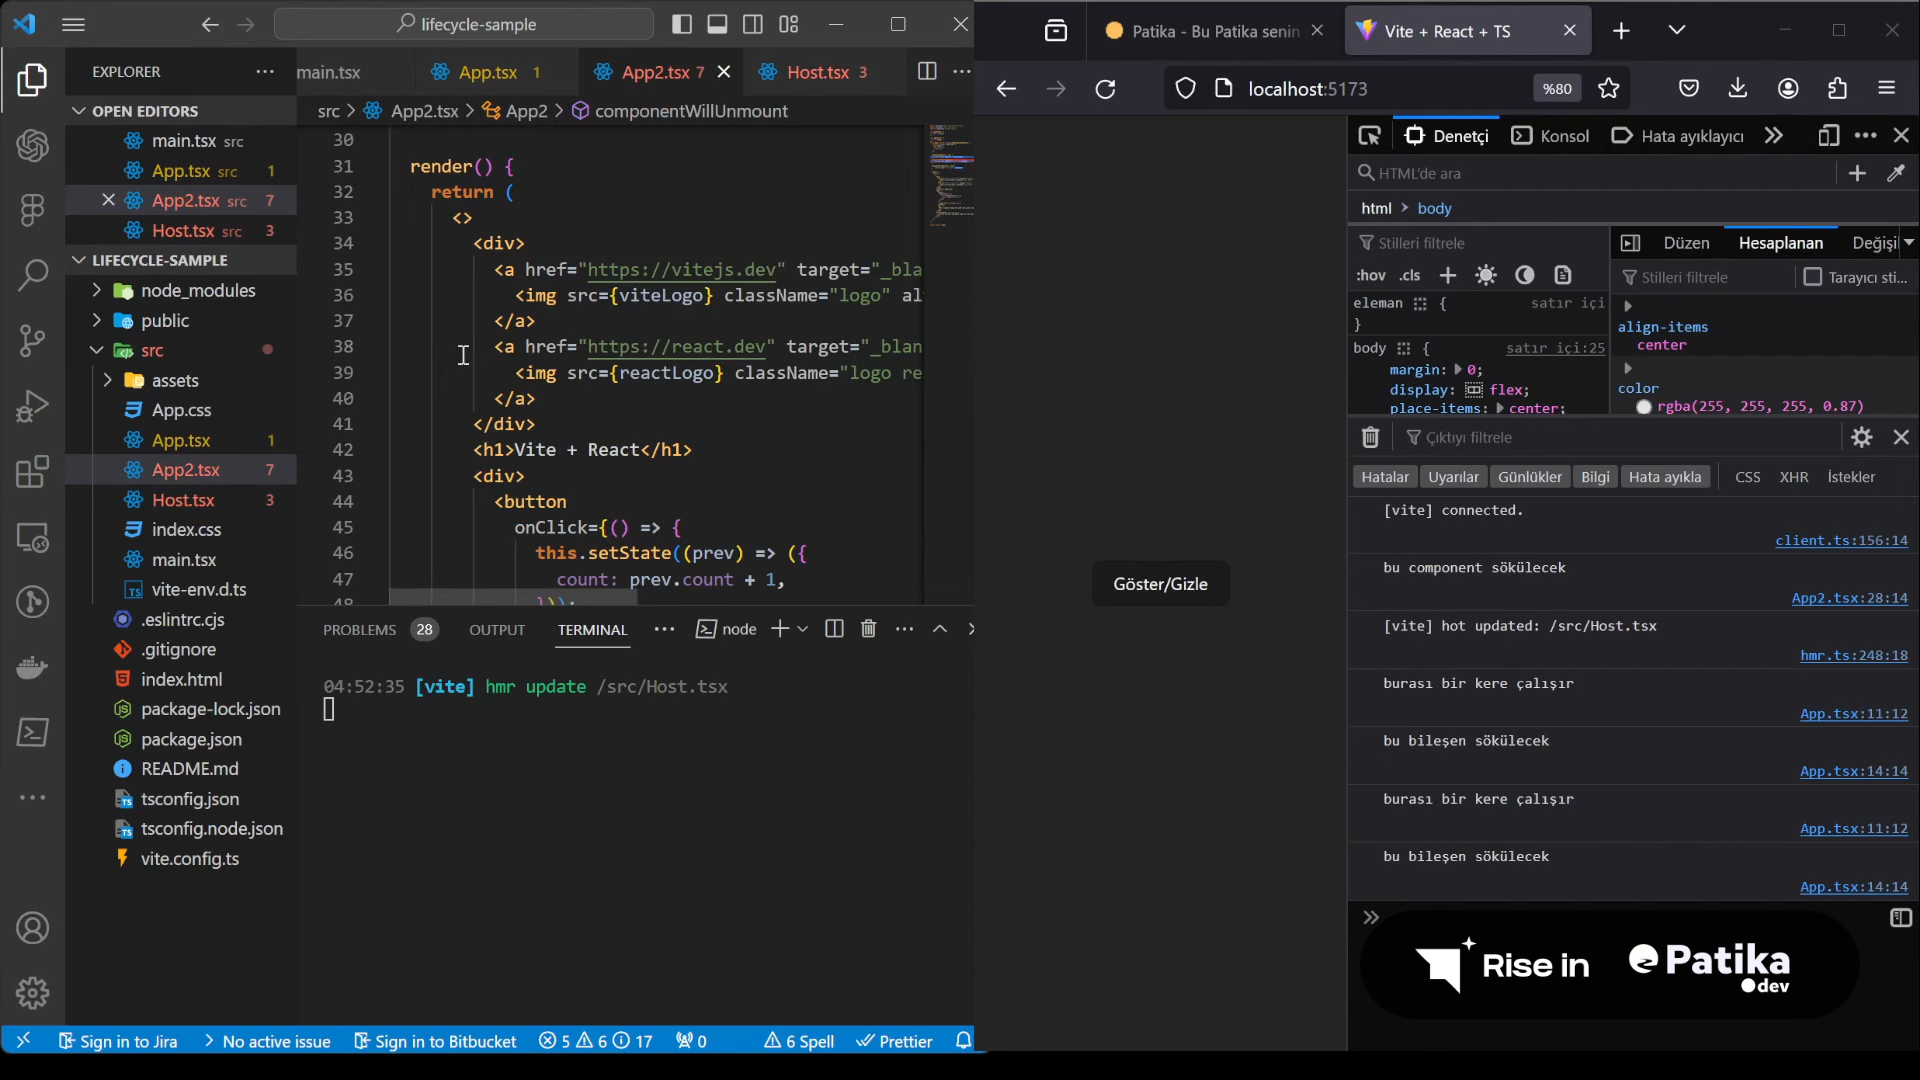 lifecycle-sample
EXPLORER
OPEN EDITORS
main.tsx src
App.tsx src 1
App2.tsx src 7
Host.tsx src 3
LIFECYCLE-SAMPLE
node_modules
public
src
assets
App.css
App.tsx 1
App2.tsx 7
Host.tsx 3
index.css
main.tsx
vite-env.d.ts
.eslintrc.cjs
.gitignore
index.html
package-lock.json
package.json
README.md
tsconfig.json
tsconfig.node.json
vite.config.ts
main.tsx App.tsx 1 App2.tsx 7 Host.tsx 3
src > App2.tsx > App2 > componentWillUnmount
30
31 render() {
32 return (
33 <>
34 <div>
35 <a href="https://vitejs.dev" target="_bla
36 <img src={viteLogo} className="logo" al
37 </a>
38 <a href="https://react.dev" target="_blan
39 <img src={reactLogo} className="logo re
40 </a>
41 </div>
42 <h1>Vite + React</h1>
43 <div>
44 <button
45 onClick={() => {
46 this.setState((prev) => ({
47 count: prev.count + 1,
48 }));
PROBLEMS 28 OUTPUT TERMINAL node
04:52:35 [vite] hmr update /src/Host.tsx
Sign in to Jira No active issue Sign in to Bitbucket 5 6 17 0 6 Spell Prettier
Patika - Bu Patika senin Vite + React + TS
localhost:5173 %80
Göster/Gizle
Denetçi Konsol Hata ayıklayıcı
HTML'de ara
html > body
Stilleri filtrele Düzen Hesaplanan Değişi
:hov .cls Stilleri filtrele Tarayıcı sti...
eleman { satır içi
}
body { satır içi:25
margin: 0;
display: flex;
place-items: center;
align-items
center
color
rgba(255, 255, 255, 0.87)
Çıktıyı filtrele
Hatalar Uyarılar Günlükler Bilgi Hata ayıkla CSS XHR İstekler
[vite] connected.
client.ts:156:14
bu component sökülecek
App2.tsx:28:14
[vite] hot updated: /src/Host.tsx
hmr.ts:248:18
burası bir kere çalışır
App.tsx:11:12
bu bileşen sökülecek
App.tsx:14:14
burası bir kere çalışır
App.tsx:11:12
bu bileşen sökülecek
App.tsx:14:14
Rise in Patika
dev